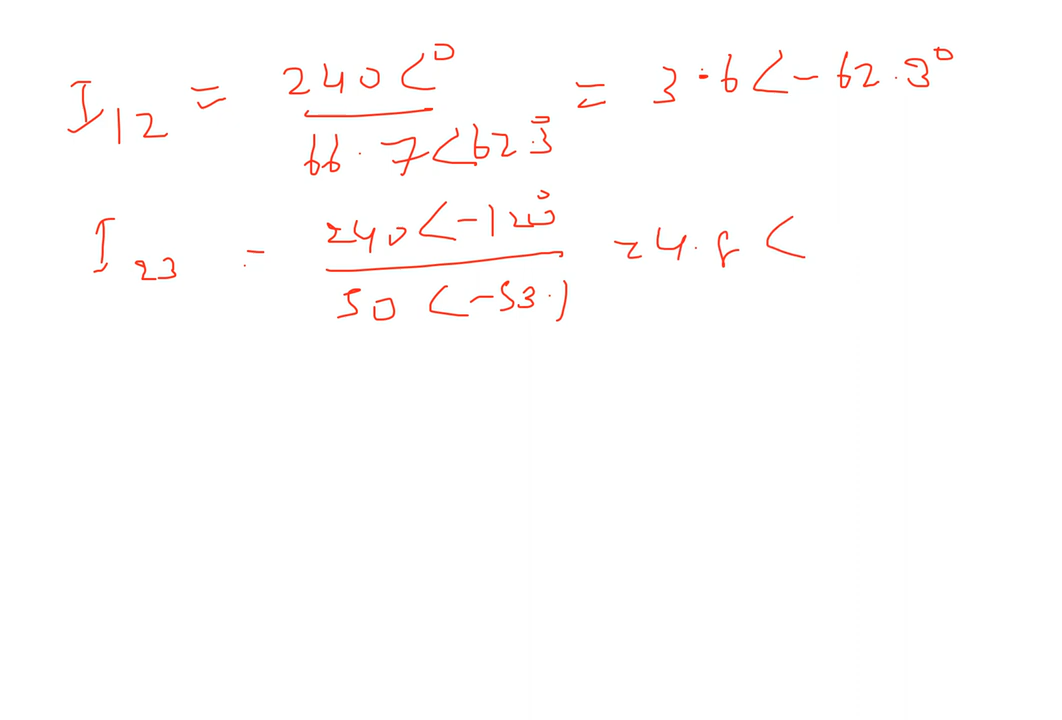 I12 = 240<0 / 66.7<62.3 = 3.6<-62.3°
I23 = 240<-120° / 50<-53.1 = 4.8<